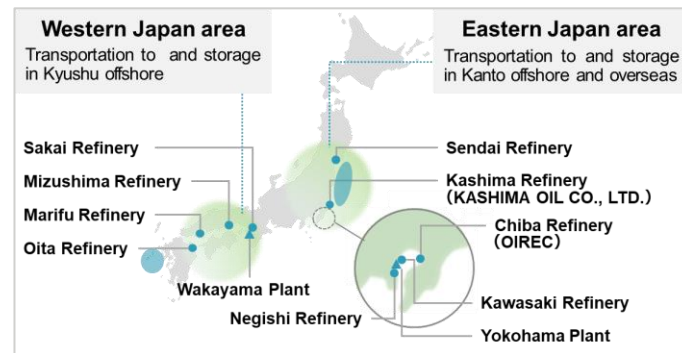 Western Japan area
Transportation to and storage
in Kyushu offshore
Eastern Japan area
Transportation to and storage
in Kanto offshore and overseas
Sakai Refinery
Mizushima Refinery
Marifu Refinery
Oita Refinery
Wakayama Plant
Negishi Refinery
Sendai Refinery
Kashima Refinery
(KASHIMA OIL CO., LTD.)
Chiba Refinery
(OIREC)
Kawasaki Refinery
Yokohama Plant